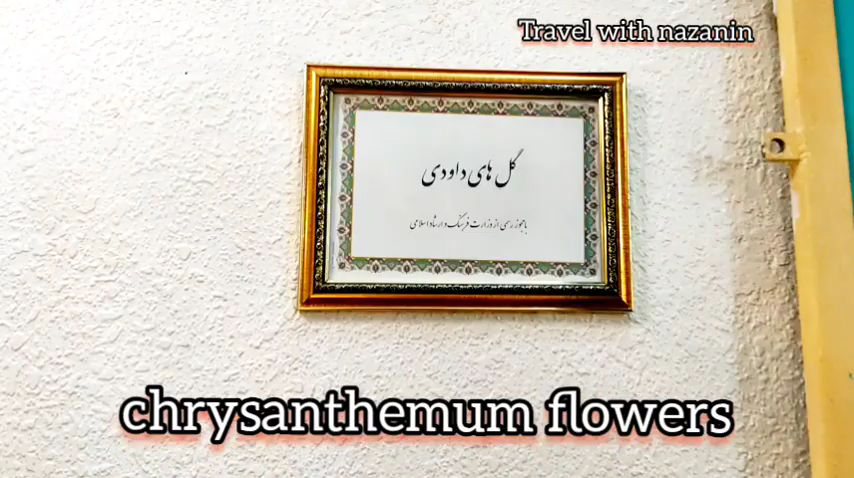 Travel with nazanin
گل های داودی
با مجوز رسمی از وزارت فرهنگ و ارشاد اسلامی
chrysanthemum flowers